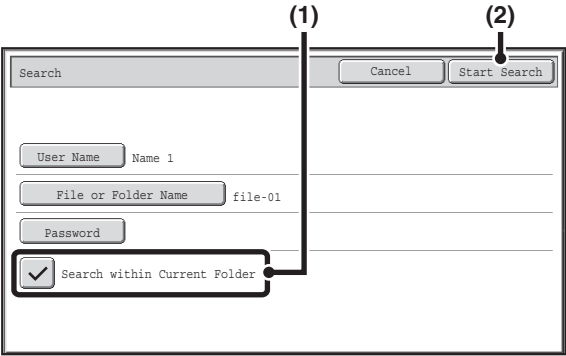 (1) (2)
Search Cancel Start Search
User Name Name 1
File or Folder Name file-01
Password
Search within Current Folder